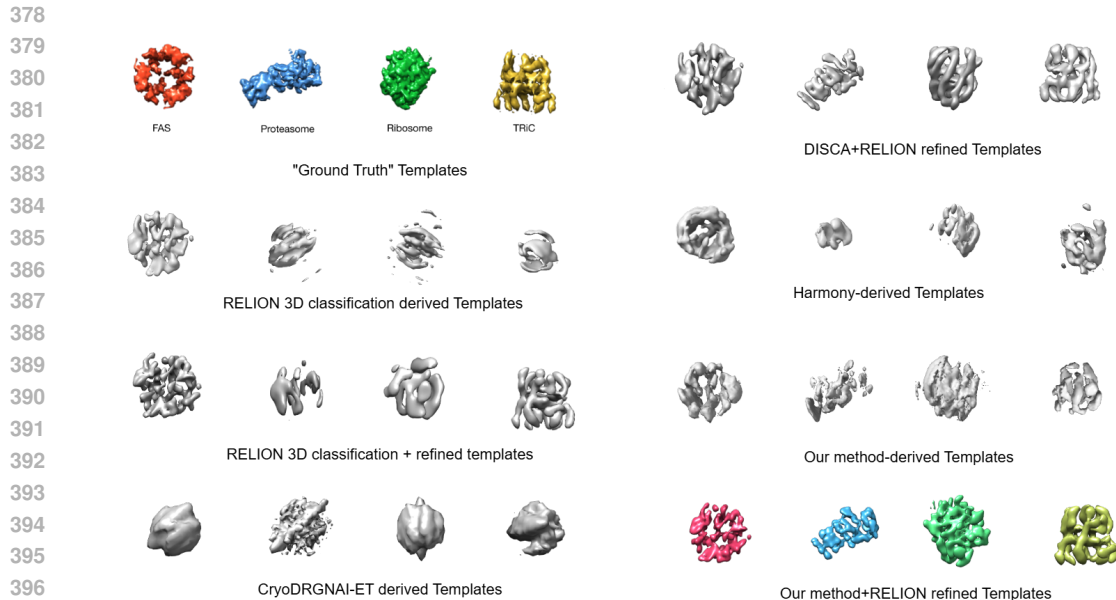 378
379
380
381
FAS Proteasome Ribosome TRiC
382
DISCA+RELION refined Templates
"Ground Truth" Templates
383
384
385
386
Harmony-derived Templates
RELION 3D classification derived Templates
387
388
389
390
391
RELION 3D classification + refined templates
Our method-derived Templates
392
393
394
395
CryoDRGNAI-ET derived Templates
Our method+RELION refined Templates
396